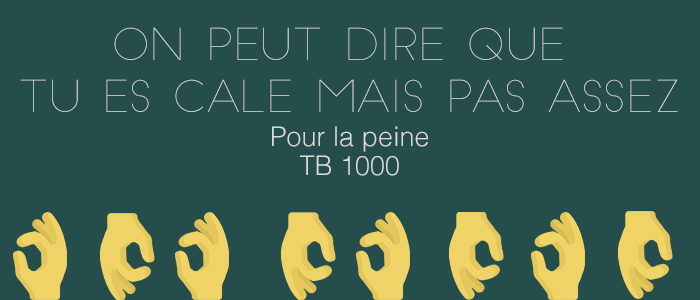 ON PEUT DIRE QUE
TU ES CALE MAIS PAS ASSEZ
Pour la peine
TB 1000